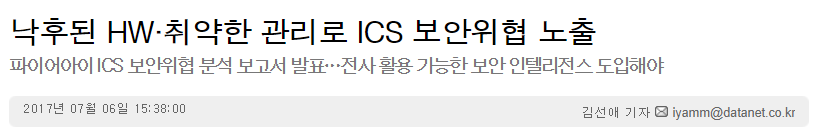 낙후된 HW·취약한 관리로 ICS 보안위협 노출
파이어아이 ICS 보안위협 분석 보고서 발표…전사 활용 가능한 보안 인텔리전스 도입해야
2017년 07월 06일 15:38:00 김선애 기자 iyamm@datanet.co.kr